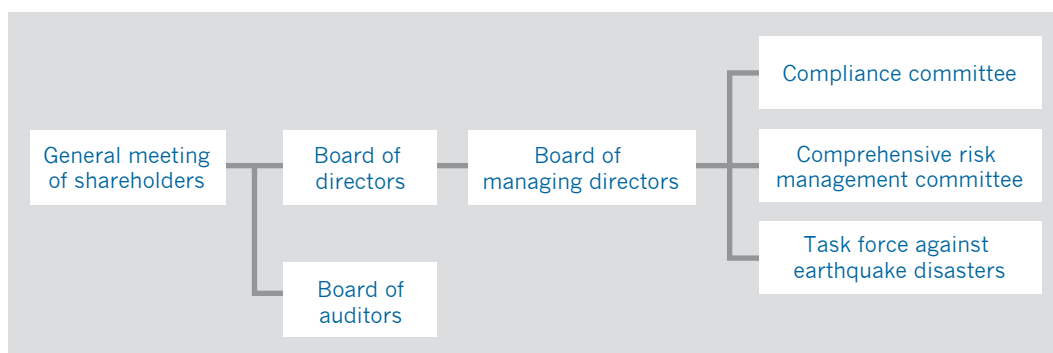 General meeting
of shareholders
Board of
directors
Board of
auditors
Board of
managing directors
Compliance committee
Comprehensive risk
management committee
Task force against
earthquake disasters